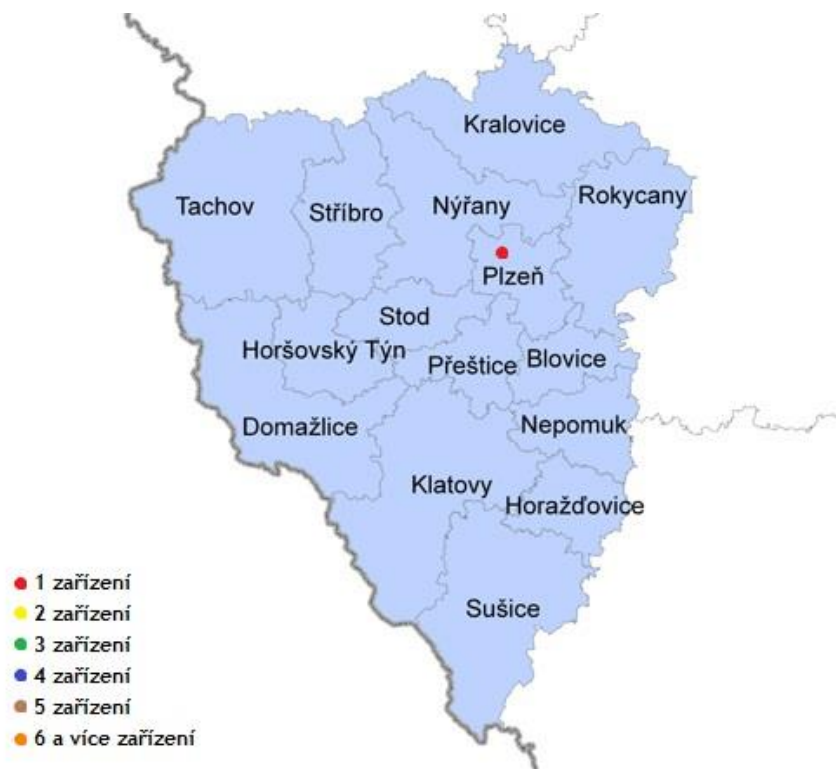 Kralovice
Rokycany
Tachov
Stříbro
Nýřany
Plzeň
Stod
Horšovský Týn
Přeštice
Blovice
Domažlice
Nepomuk
Klatovy
Horažďovice
Sušice
1 zařízení
2 zařízení
3 zařízení
4 zařízení
5 zařízení
6 a více zařízení